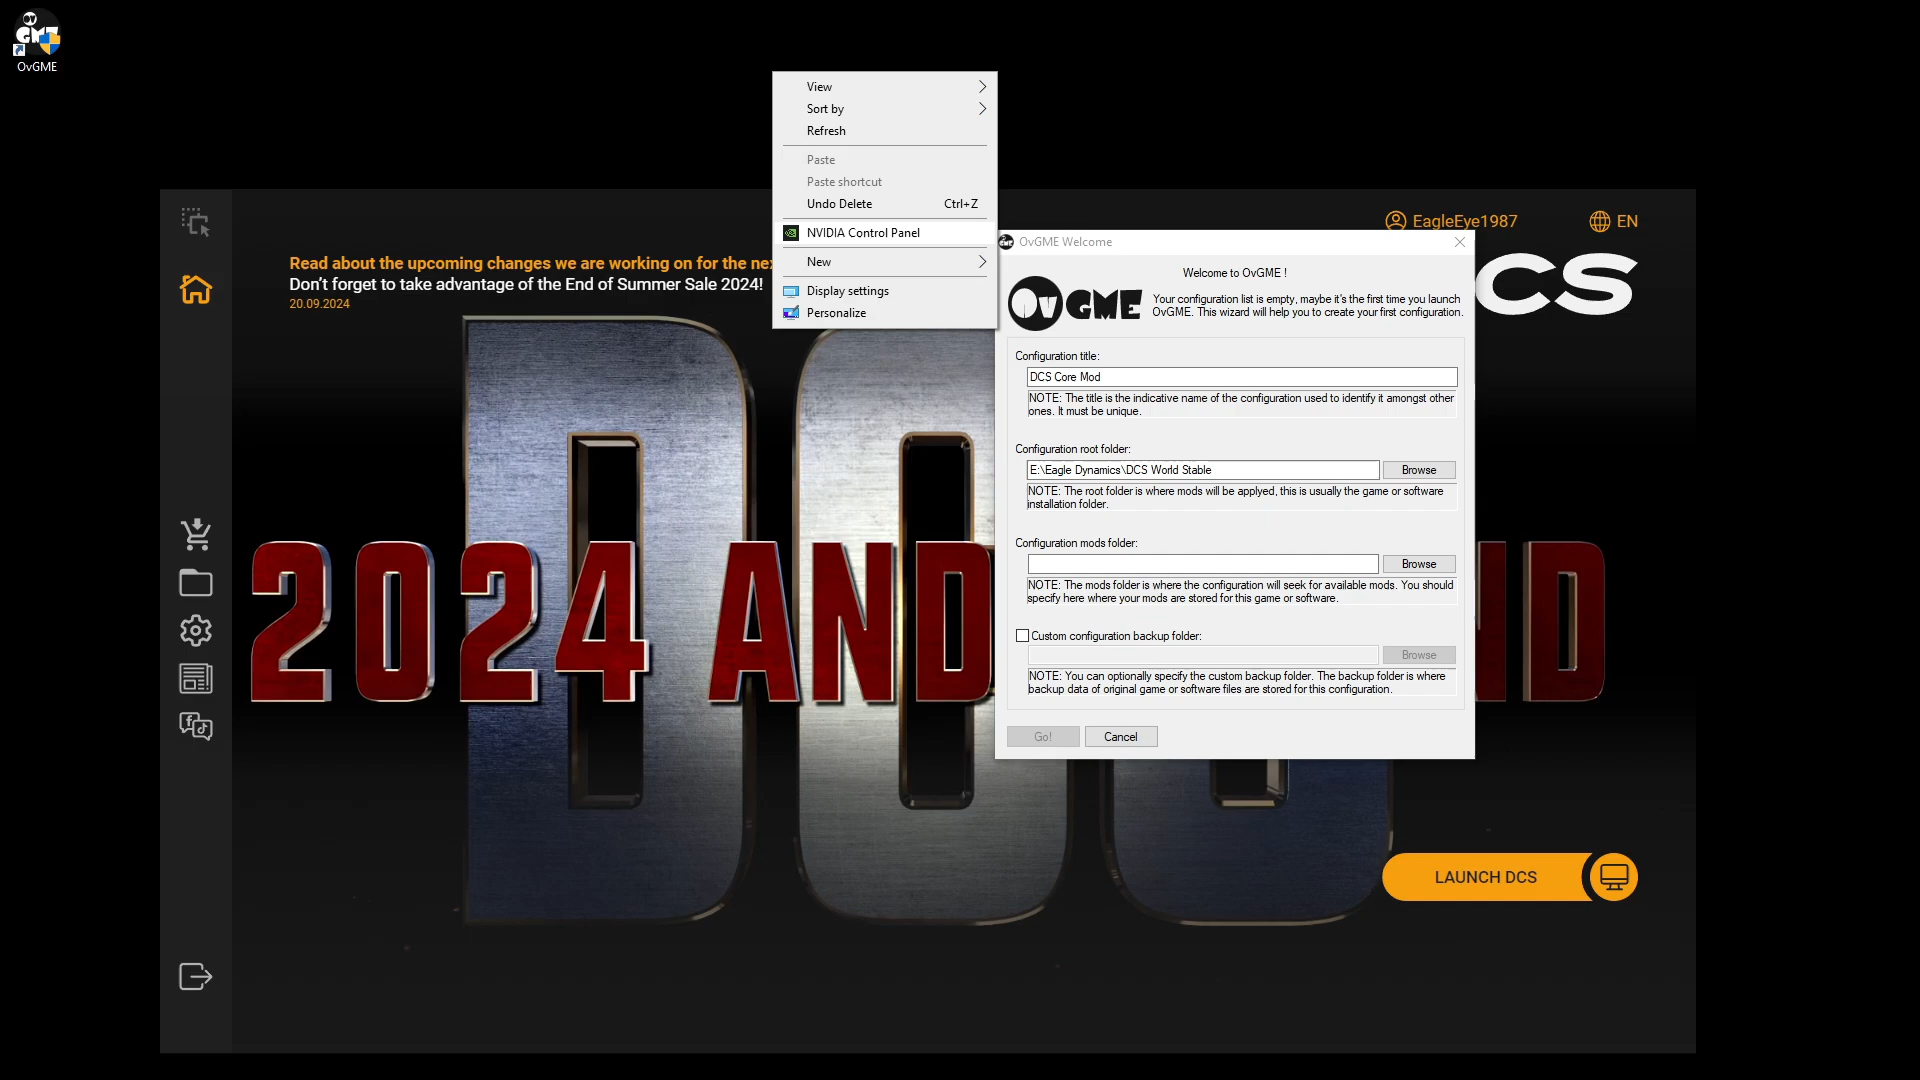 OV
GME
OvGME
View
Sort by
Refresh
Paste
Paste shortcut
Undo Delete Ctrl+Z
NVIDIA Control Panel
New
Display settings
Personalize
EagleEye1987
EN
Read about the upcoming changes we are working on for the nex
Don't forget to take advantage of the End of Summer Sale 2024!
20.09.2024
CS
2024 AND
ND
LAUNCH DCS
OvGME Welcome
Welcome to OvGME !
OvGME
Your configuration list is empty, maybe it's the first time you launch
OvGME. This wizard will help you to create your first configuration.
Configuration title:
DCS Core Mod
NOTE: The title is the indicative name of the configuration used to identify it amongst other
ones. It must be unique.
Configuration root folder:
E:\Eagle Dynamics\DCS World Stable
Browse
NOTE: The root folder is where mods will be applyed, this is usually the game or software
installation folder.
Configuration mods folder:
Browse
NOTE: The mods folder is where the configuration will seek for available mods. You should
specify here where your mods are stored for this game or software.
Custom configuration backup folder:
Browse
NOTE: You can optionally specify the custom backup folder. The backup folder is where
backup data of original game or software files are stored for this configuration.
Go!
Cancel